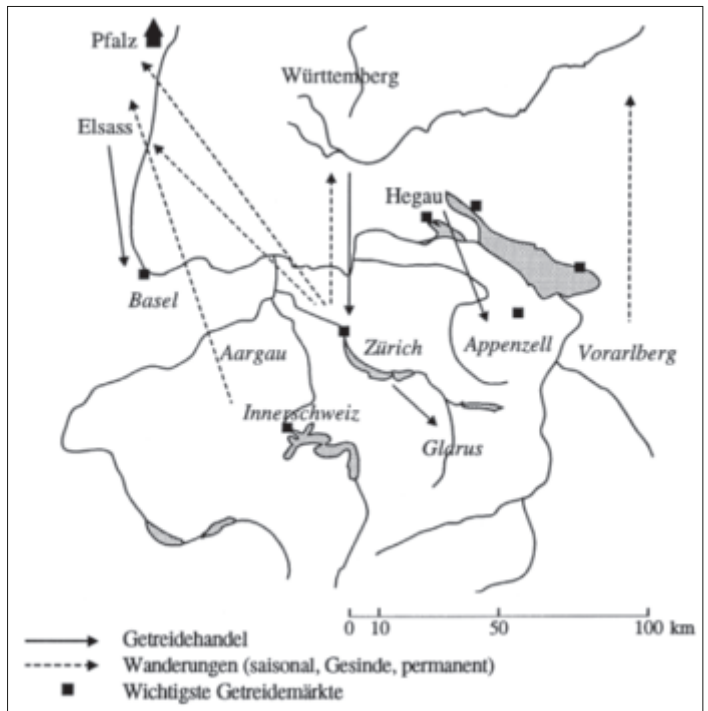 Pfalz
Württemberg
Elsass
Hegau
Basel
Aargau
Zürich
Appenzell
Vorarlberg
Innerschweiz
Glarus
0 10 50 100 km
Getreidehandel
Wanderungen (saisonal, Gesinde, permanent)
Wichtigste Getreidemärkte